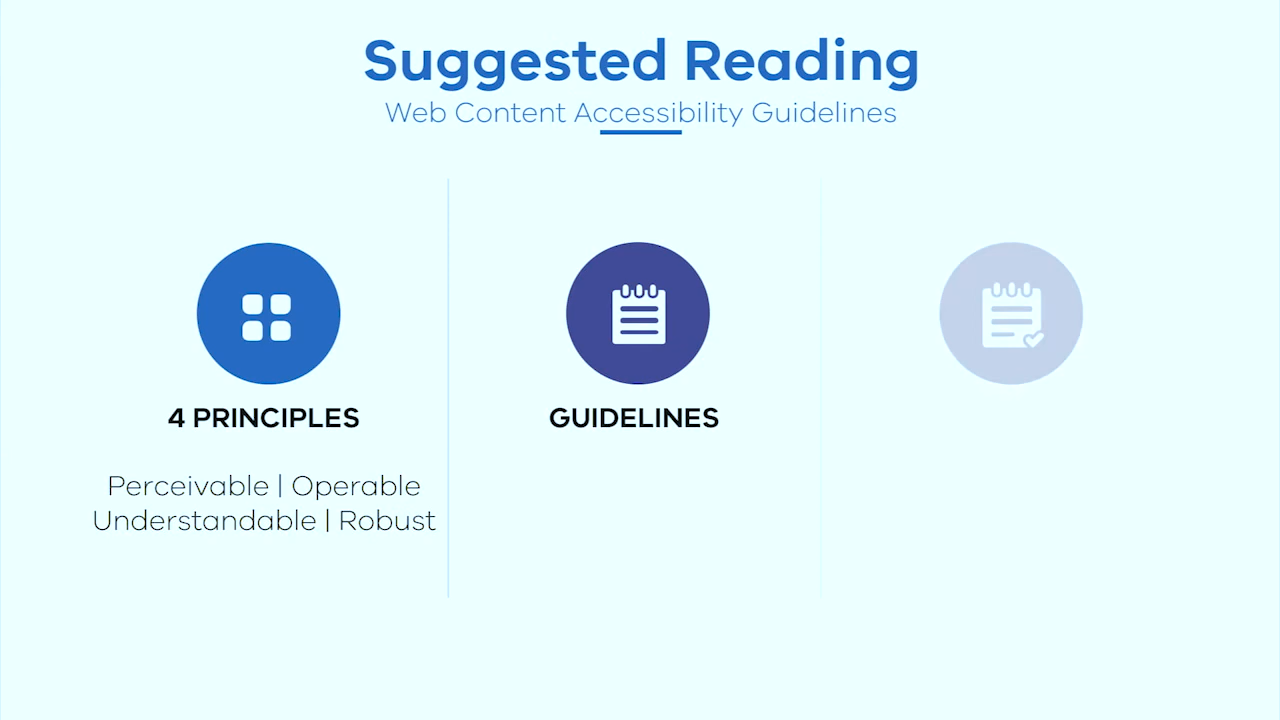 Suggested Reading
Web Content Accessibility Guidelines
4 PRINCIPLES
Perceivable | Operable
Understandable | Robust
GUIDELINES